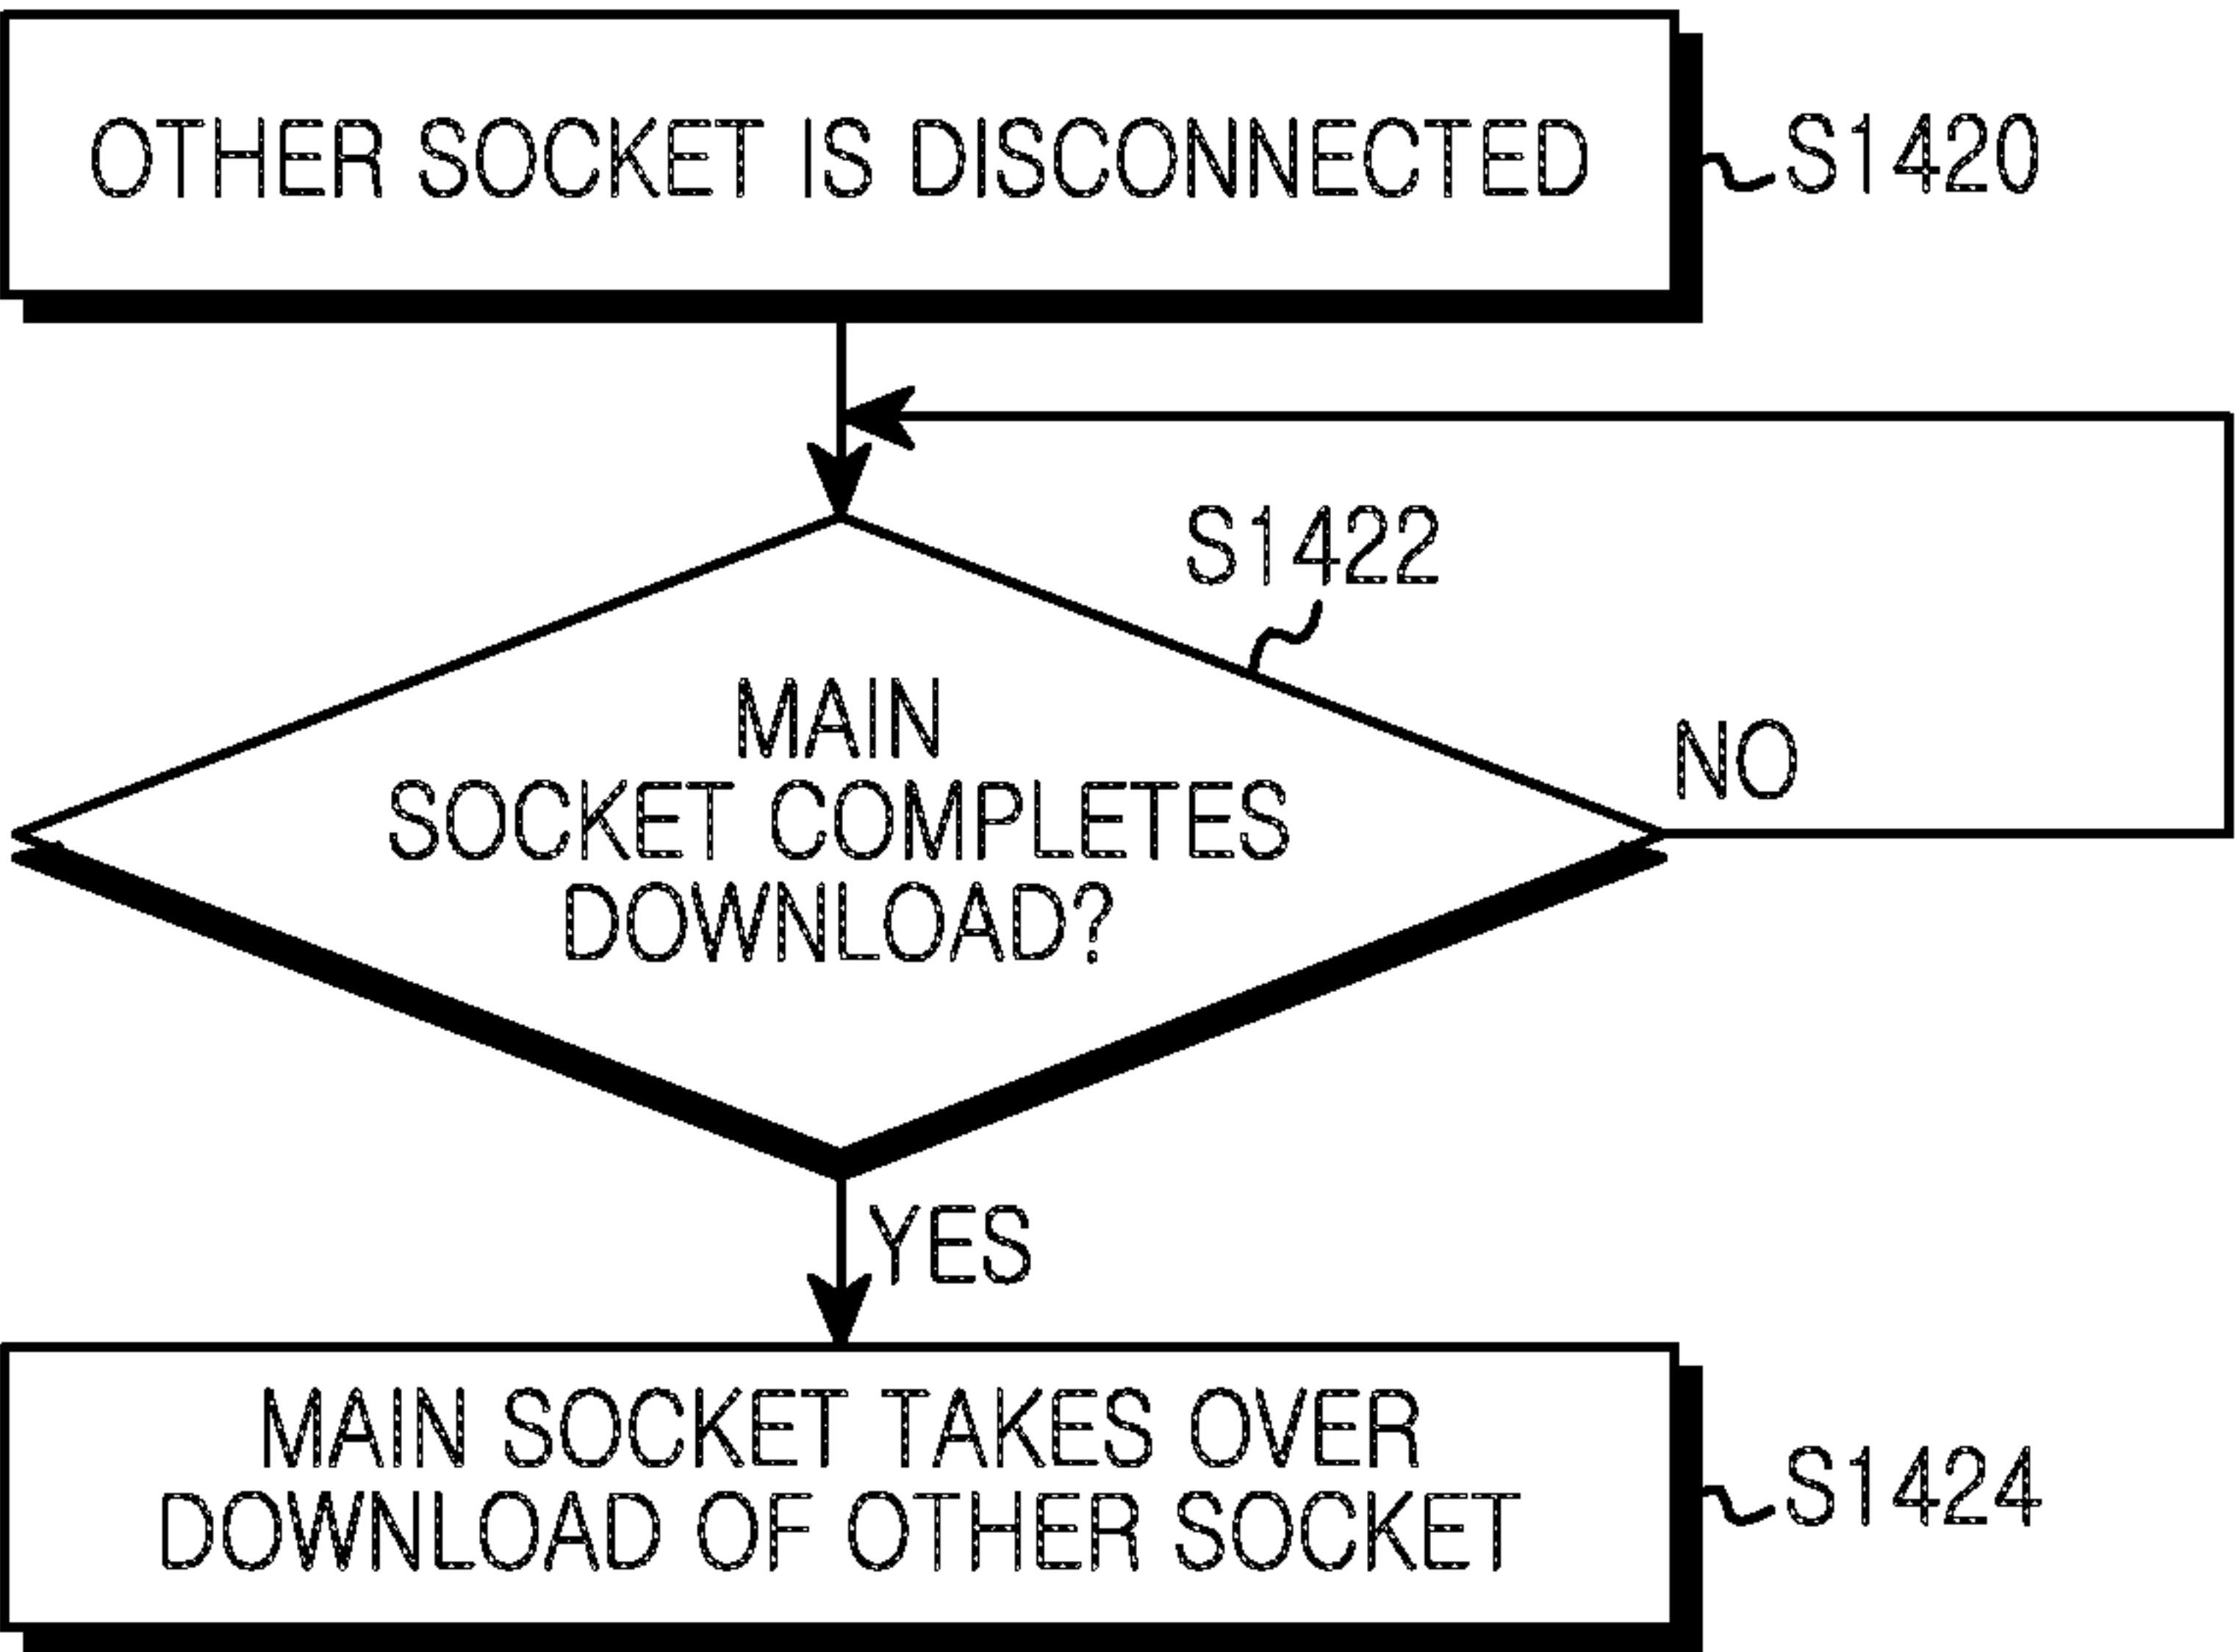 OTHER SOCKET IS DISCONNECTED
S1420
S1422
MAIN
SOCKET COMPLETES
DOWNLOAD?
NO
YES
MAIN SOCKET TAKES OVER
DOWNLOAD OF OTHER SOCKET
S1424